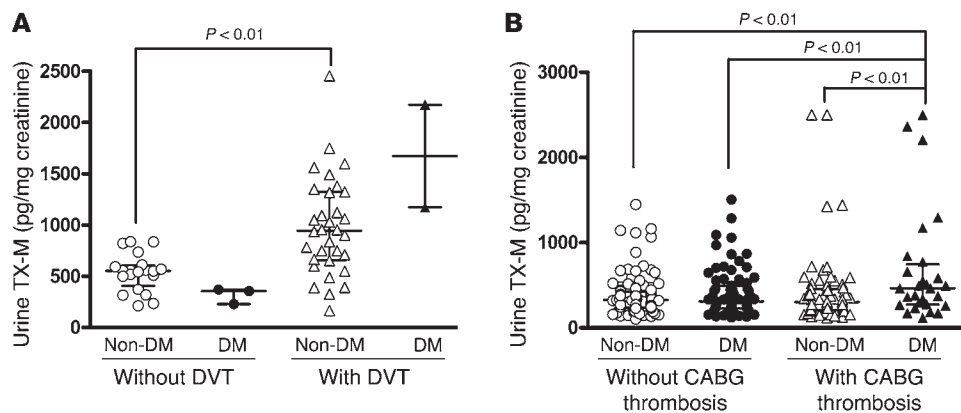 A
P < 0.01
Urine TX-M (pg/mg creatinine)
2500
2000
1500
1000
500
0
Non-DM DM Non-DM DM
Without DVT With DVT
B
P < 0.01
P < 0.01
P < 0.01
Urine TX-M (pg/mg creatinine)
3000
2000
1000
0
Non-DM DM Non-DM DM
Without CABG With CABG
thrombosis thrombosis